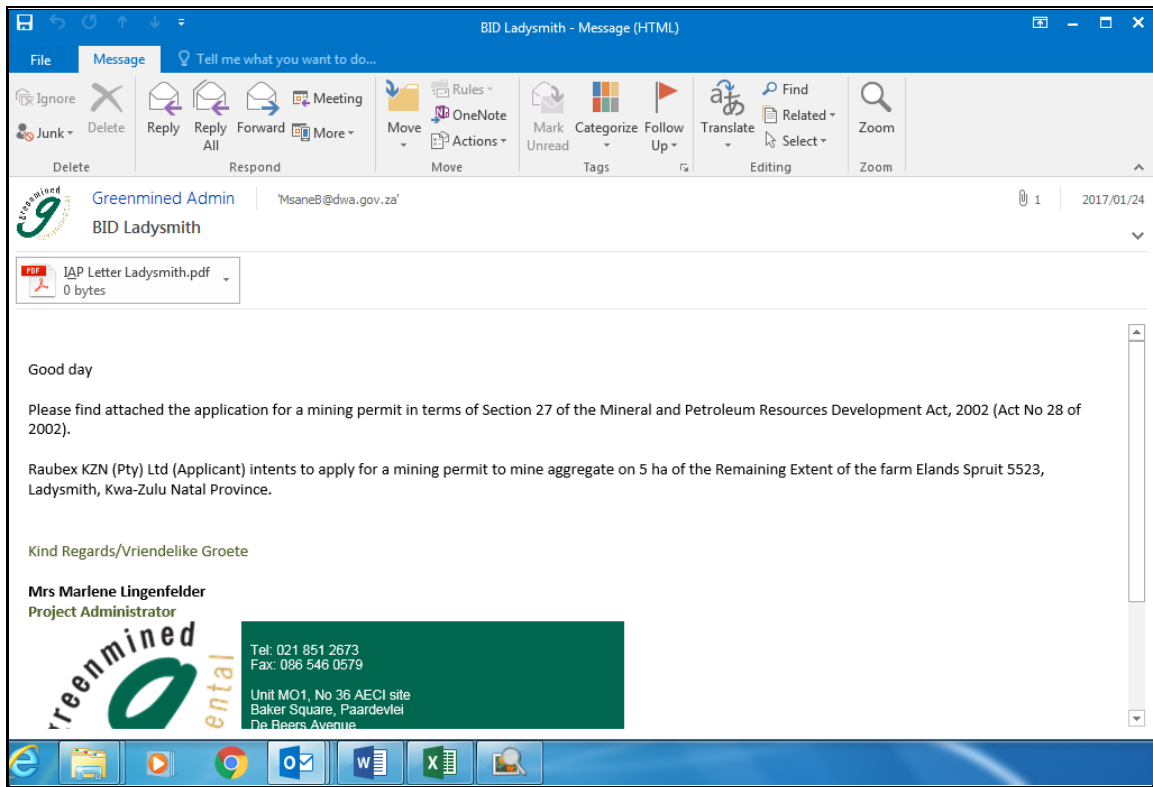 BID Ladysmith - Message (HTML)
File Message Tell me what you want to do...
Ignore
Junk
Delete
Reply
Reply All
Forward
Meeting
More
Move
Rules
OneNote
Actions
Mark Unread
Categorize
Follow Up
Translate
Find
Related
Select
Zoom
Delete Respond Move Tags Editing Zoom
greenmined
Greenmined Admin 'MsaneB@dwa.gov.za' 1 2017/01/24
BID Ladysmith
PDF
IAP Letter Ladysmith.pdf
0 bytes
Good day
Please find attached the application for a mining permit in terms of Section 27 of the Mineral and Petroleum Resources Development Act, 2002 (Act No 28 of
2002).
Raubex KZN (Pty) Ltd (Applicant) intents to apply for a mining permit to mine aggregate on 5 ha of the Remaining Extent of the farm Elands Spruit 5523,
Ladysmith, Kwa-Zulu Natal Province.
Kind Regards/Vriendelike Groete
Mrs Marlene Lingenfelder
Project Administrator
greenmined
ental
Tel: 021 851 2673
Fax: 086 546 0579
Unit MO1, No 36 AECI site
Baker Square, Paardevlei
De Beers Avenue